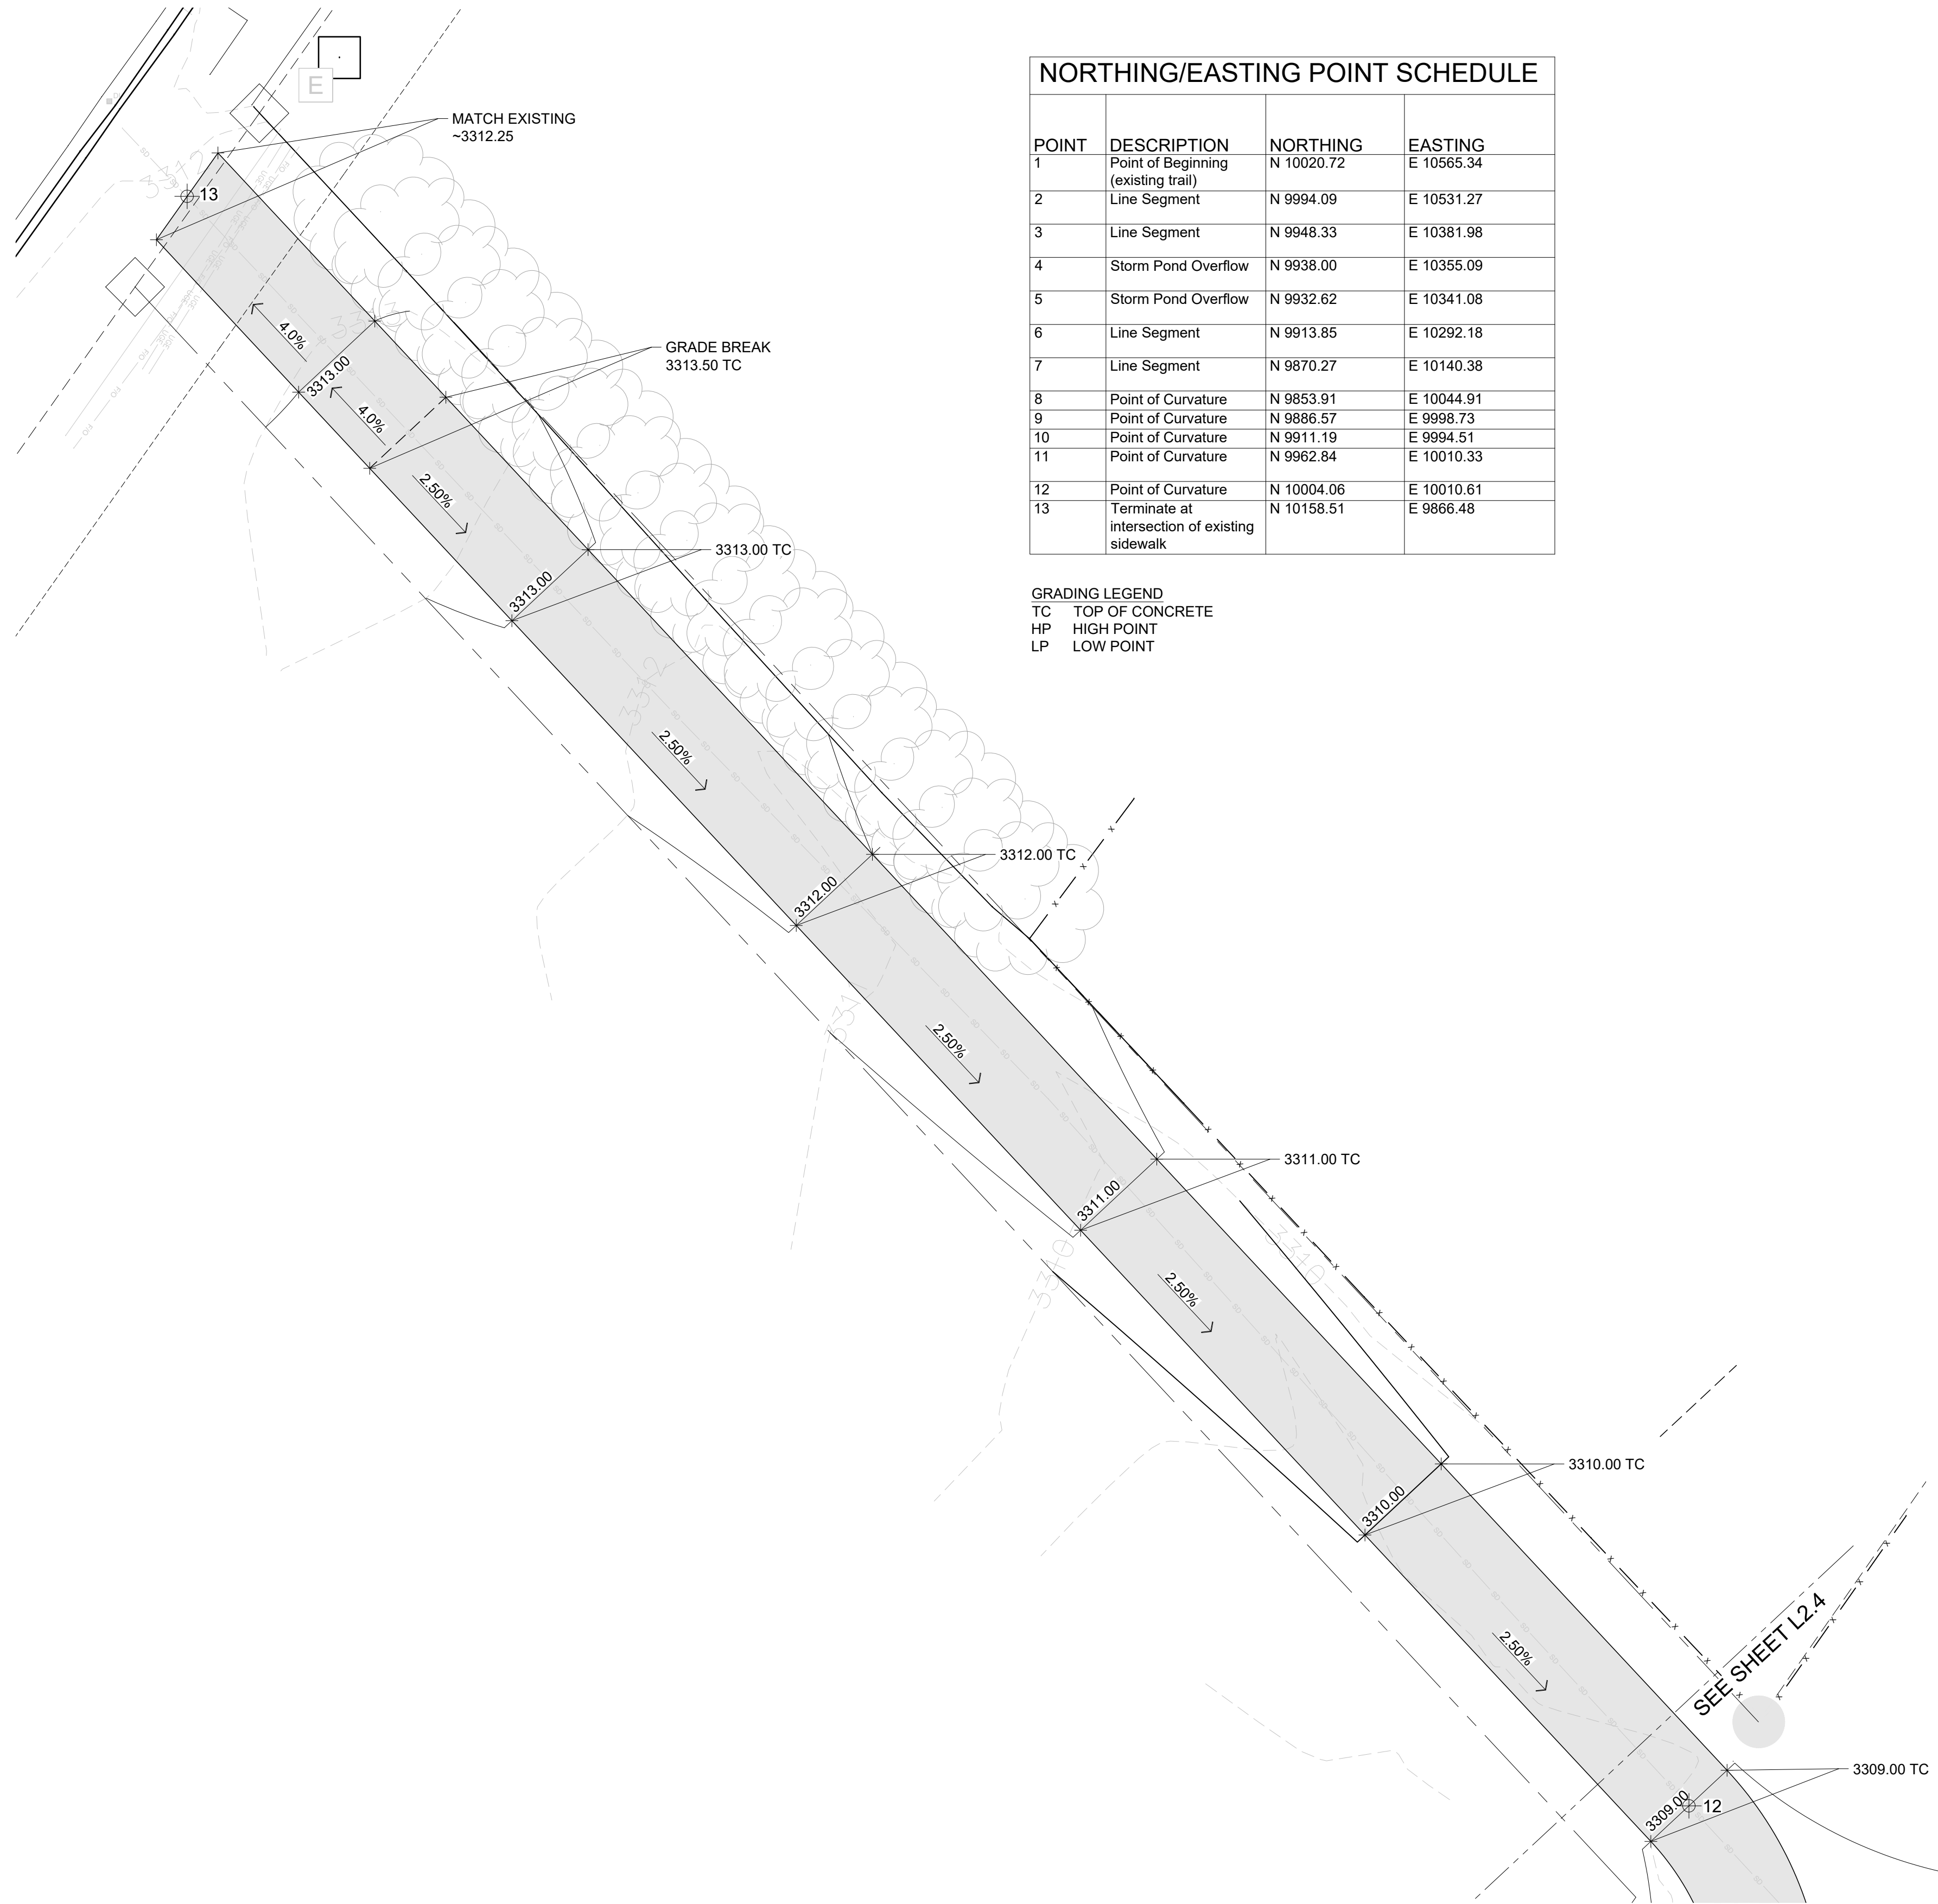 E
MATCH EXISTING
~3312.25
13
4.0%
3313.00
4.0%
GRADE BREAK
3313.50 TC
2.50%
3313.00 TC
3313.00
3312
2.50%
3312.00 TC
3312.00
3311
2.50%
3311.00 TC
3311.00
3310
3310
2.50%
3310.00 TC
3310.00
2.50%
SEE SHEET L2.4
3309.00 TC
3309.00
12
NORTHING/EASTING POINT SCHEDULE
POINT DESCRIPTION NORTHING EASTING
1 Point of Beginning N 10020.72 E 10565.34
(existing trail)
2 Line Segment N 9994.09 E 10531.27
3 Line Segment N 9948.33 E 10381.98
4 Storm Pond Overflow N 9938.00 E 10355.09
5 Storm Pond Overflow N 9932.62 E 10341.08
6 Line Segment N 9913.85 E 10292.18
7 Line Segment N 9870.27 E 10140.38
8 Point of Curvature N 9853.91 E 10044.91
9 Point of Curvature N 9886.57 E 9998.73
10 Point of Curvature N 9911.19 E 9994.51
11 Point of Curvature N 9962.84 E 10010.33
12 Point of Curvature N 10004.06 E 10010.61
13 Terminate at N 10158.51 E 9866.48
intersection of existing
sidewalk
GRADING LEGEND
TC TOP OF CONCRETE
HP HIGH POINT
LP LOW POINT